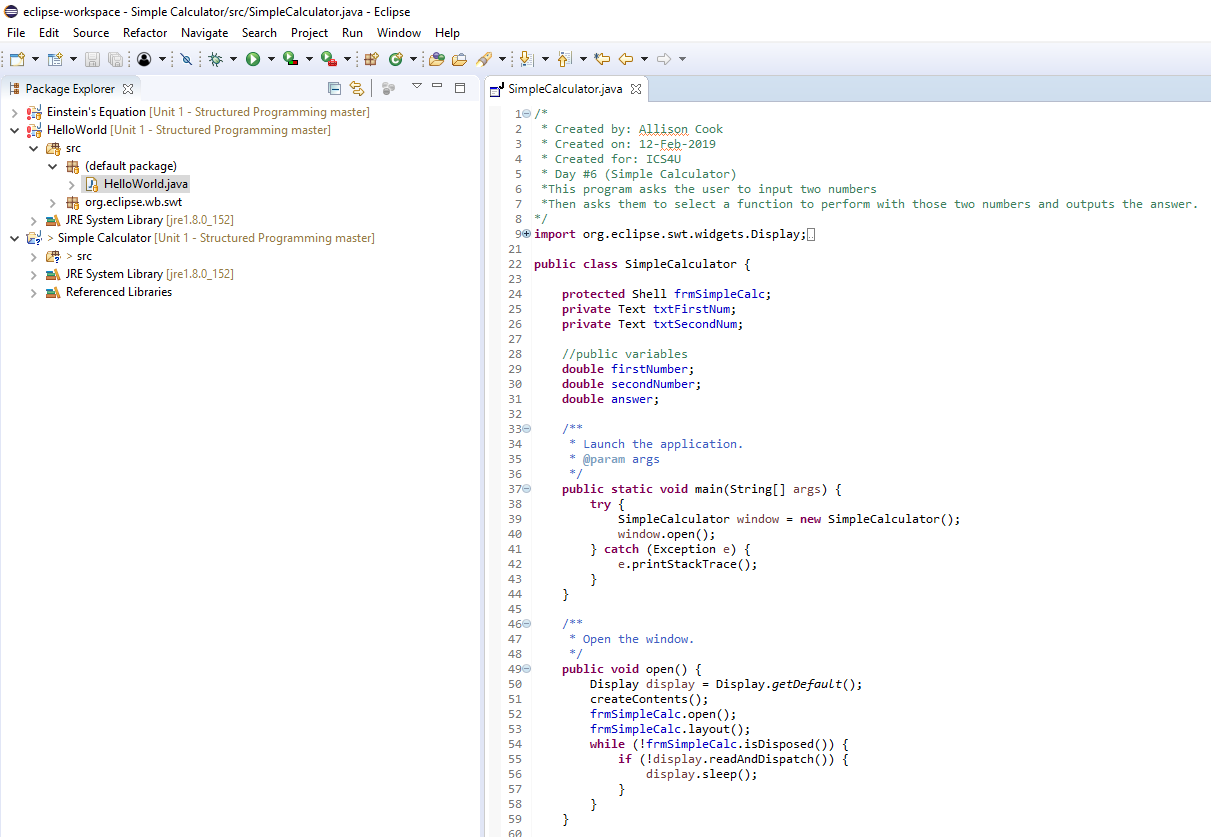 eclipse-workspace - Simple Calculator/src/SimpleCalculator.java - Eclipse
File Edit Source Refactor Navigate Search Project Run Window Help
Package Explorer
Einstein's Equation [Unit 1 - Structured Programming master]
HelloWorld [Unit 1 - Structured Programming master]
src
(default package)
HelloWorld.java
org.eclipse.wb.swt
JRE System Library [jre1.8.0_152]
> Simple Calculator [Unit 1 - Structured Programming master]
> src
JRE System Library [jre1.8.0_152]
Referenced Libraries
SimpleCalculator.java
1 /*
2  * Created by: Allison Cook
3  * Created on: 12-Feb-2019
4  * Created for: ICS4U
5  * Day #6 (Simple Calculator)
6  *This program asks the user to input two numbers
7  *Then asks them to select a function to perform with those two numbers and outputs the answer.
8 */
9 import org.eclipse.swt.widgets.Display;
21
22 public class SimpleCalculator {
23
24     protected Shell frmSimpleCalc;
25     private Text txtFirstNum;
26     private Text txtSecondNum;
27
28     //public variables
29     double firstNumber;
30     double secondNumber;
31     double answer;
32
33     /**
34      * Launch the application.
35      * @param args
36      */
37     public static void main(String[] args) {
38         try {
39             SimpleCalculator window = new SimpleCalculator();
40             window.open();
41         } catch (Exception e) {
42             e.printStackTrace();
43         }
44     }
45
46     /**
47      * Open the window.
48      */
49     public void open() {
50         Display display = Display.getDefault();
51         createContents();
52         frmSimpleCalc.open();
53         frmSimpleCalc.layout();
54         while (!frmSimpleCalc.isDisposed()) {
55             if (!display.readAndDispatch()) {
56                 display.sleep();
57             }
58         }
59     }
60